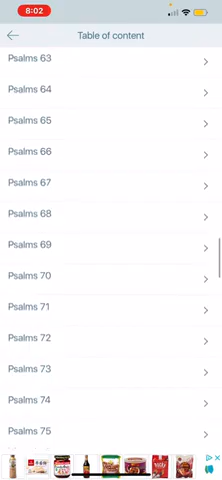 8:02
Table of content
Psalms 63
Psalms 64
Psalms 65
Psalms 66
Psalms 67
Psalms 68
Psalms 69
Psalms 70
Psalms 71
Psalms 72
Psalms 73
Psalms 74
Psalms 75